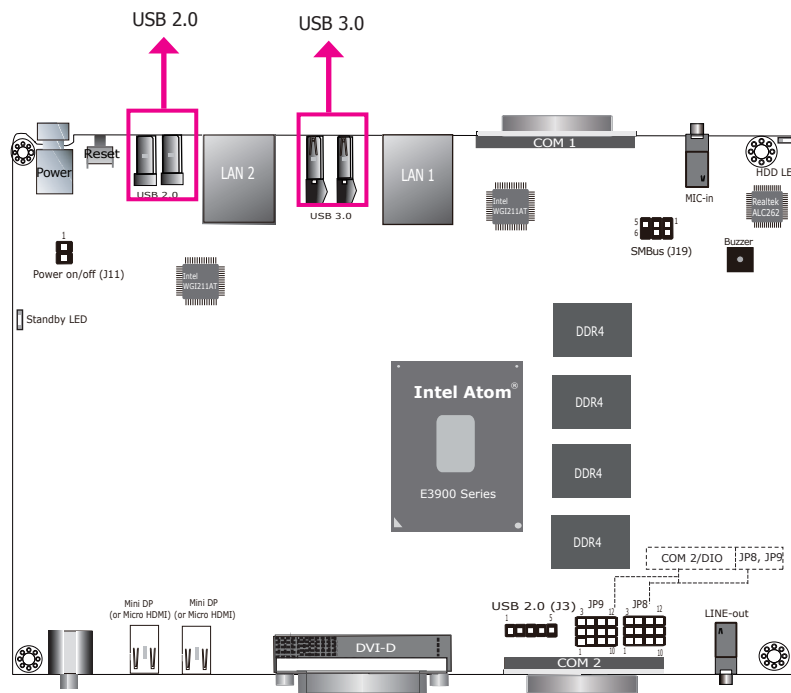 USB 2.0
USB 3.0
Power
Reset
USB 2.0
LAN 2
USB 3.0
LAN 1
COM 1
MIC-in
HDD LE
Intel
WGI211AT
Realtek
ALC262
5
1
6
SMBus (J19)
Buzzer
1
Power on/off (J11)
Intel
WGI211AT
Standby LED
DDR4
Intel Atom®
DDR4
E3900 Series
DDR4
DDR4
COM 2/DIO
JP8, JP9
Mini DP
(or Micro HDMI)
Mini DP
(or Micro HDMI)
USB 2.0 (J3)
1
5
JP9
3
12
1
10
JP8
3
12
1
10
LINE-out
DVI-D
COM 2